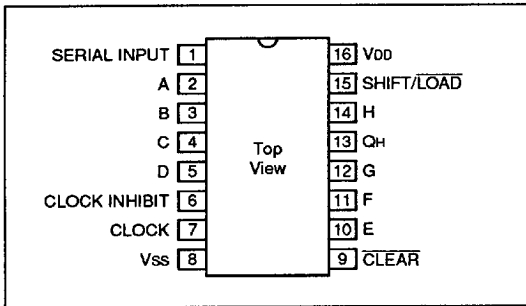 SERIAL INPUT 1 16 VDD
A 2 15 SHIFT/LOAD
B 3 14 H
C 4 13 QH
D 5 12 G
CLOCK INHIBIT 6 11 F
CLOCK 7 10 E
VSS 8 9 CLEAR
Top
View